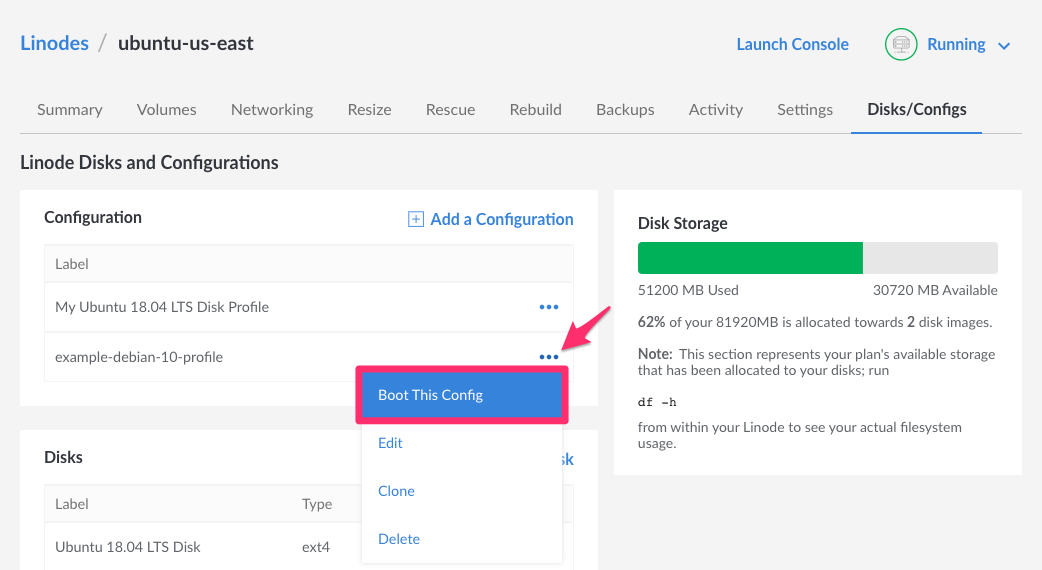 Linodes / ubuntu-us-east
Launch Console
Running
Summary Volumes Networking Resize Rescue Rebuild Backups Activity Settings Disks/Configs
Linode Disks and Configurations
Configuration
Add a Configuration
Label
My Ubuntu 18.04 LTS Disk Profile
example-debian-10-profile
Boot This Config
Edit
Clone
Delete
Disks
sk
Label Type
Ubuntu 18.04 LTS Disk ext4
Disk Storage
51200 MB Used 30720 MB Available
62% of your 81920MB is allocated towards 2 disk images.
Note: This section represents your plan's available storage
that has been allocated to your disks; run
df -h
from within your Linode to see your actual filesystem
usage.